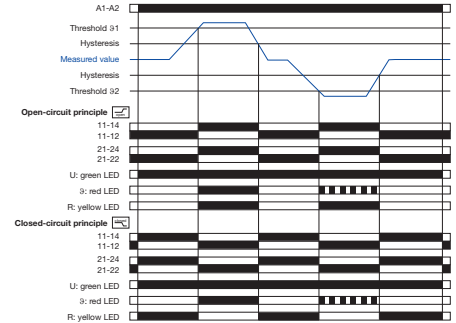 A1-A2
Threshold ϑ1
Hysteresis
Measured value
Hysteresis
Threshold ϑ2
Open-circuit principle
11-14
11-12
21-24
21-22
U: green LED
ϑ: red LED
R: yellow LED
Closed-circuit principle
11-14
11-12
21-24
21-22
U: green LED
ϑ: red LED
R: yellow LED